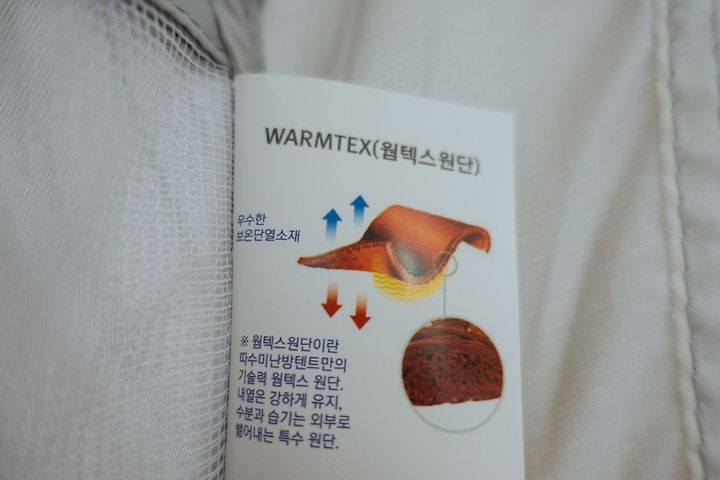 WARMTEX(웜텍스원단)
우수한
보온단열소재
※ 웜텍스원단이란
따수미난방텐트만의
기술력 웜텍스 원단.
내열은 강하게 유지,
수분과 습기는 외부로
뱉어내는 특수 원단.